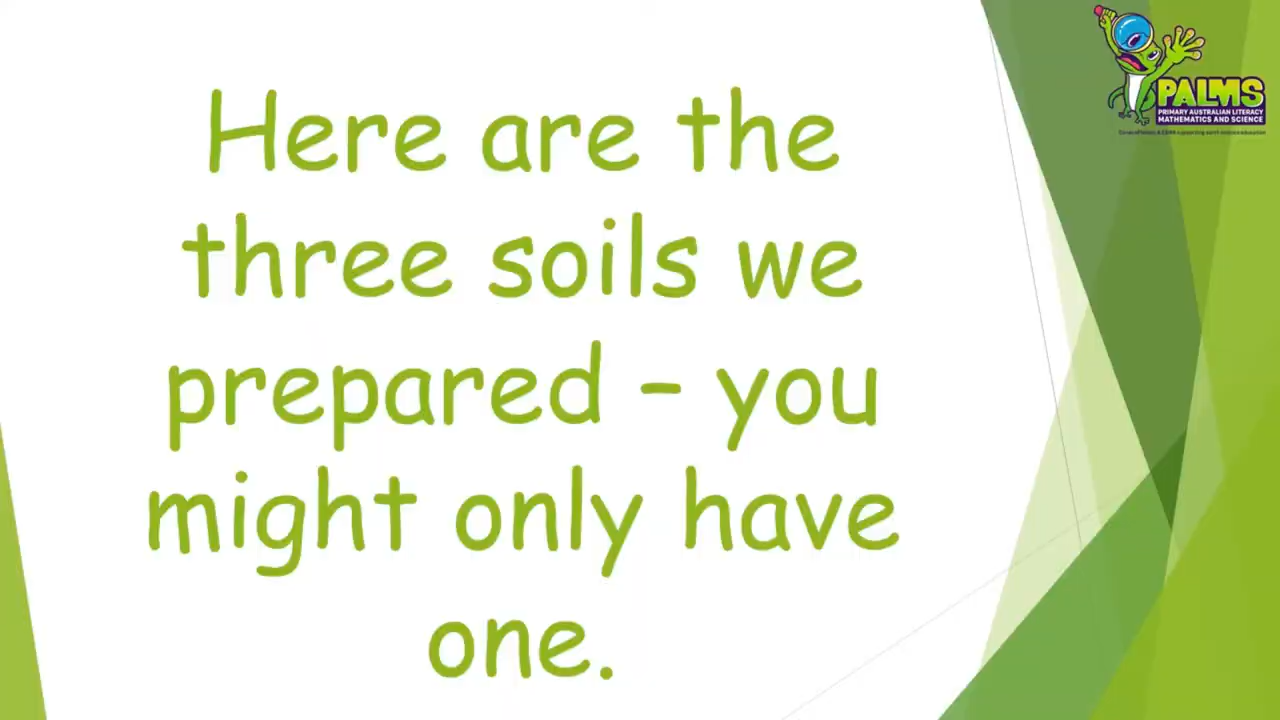 Here are the
three soils we
prepared – you
might only have
one.
PALMS
PRIMARY AUSTRALIAN LITERACY
MATHEMATICS AND SCIENCE